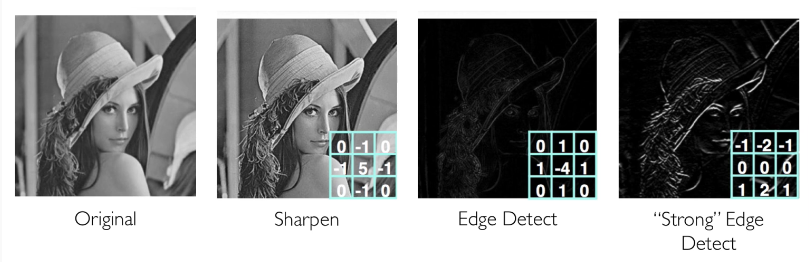 0 -1 0
-1 5 -1
0 -1 0
0 1 0
1 -4 1
0 1 0
-1 -2 -1
0 0 0
1 2 1
Original
Sharpen
Edge Detect
“Strong” Edge
Detect